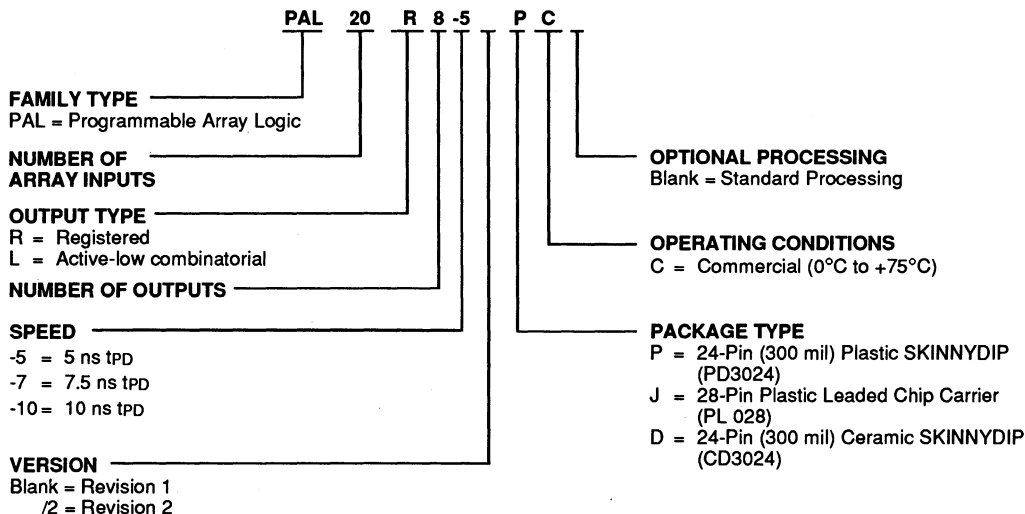 PAL 20 R 8 -5 P C
FAMILY TYPE
PAL = Programmable Array Logic
NUMBER OF
ARRAY INPUTS
OUTPUT TYPE
R = Registered
L = Active-low combinatorial
NUMBER OF OUTPUTS
SPEED
-5 = 5 ns tPD
-7 = 7.5 ns tPD
-10 = 10 ns tPD
VERSION
Blank = Revision 1
/2 = Revision 2
OPTIONAL PROCESSING
Blank = Standard Processing
OPERATING CONDITIONS
C = Commercial (0°C to +75°C)
PACKAGE TYPE
P = 24-Pin (300 mil) Plastic SKINNYDIP
(PD3024)
J = 28-Pin Plastic Leaded Chip Carrier
(PL 028)
D = 24-Pin (300 mil) Ceramic SKINNYDIP
(CD3024)